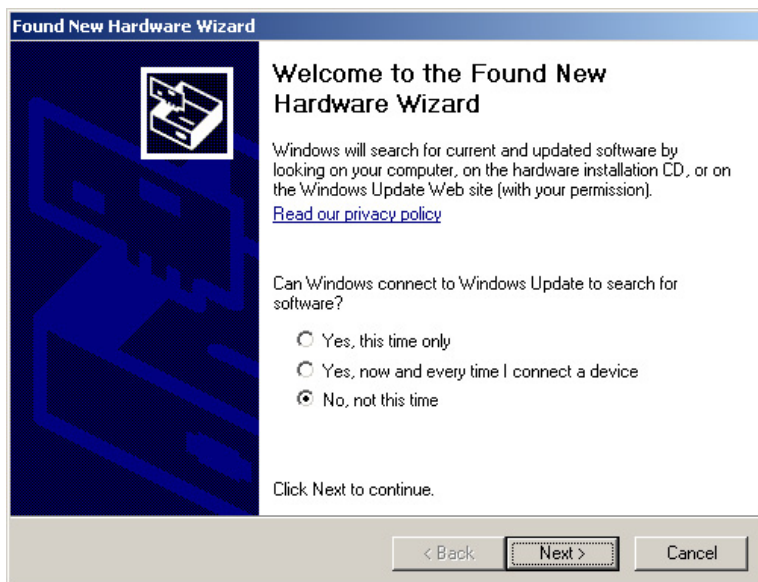 Found New Hardware Wizard
Welcome to the Found New
Hardware Wizard
Windows will search for current and updated software by
looking on your computer, on the hardware installation CD, or on
the Windows Update Web site (with your permission).
Read our privacy policy
Can Windows connect to Windows Update to search for
software?
Yes, this time only
Yes, now and every time I connect a device
No, not this time
Click Next to continue.
< Back Next > Cancel